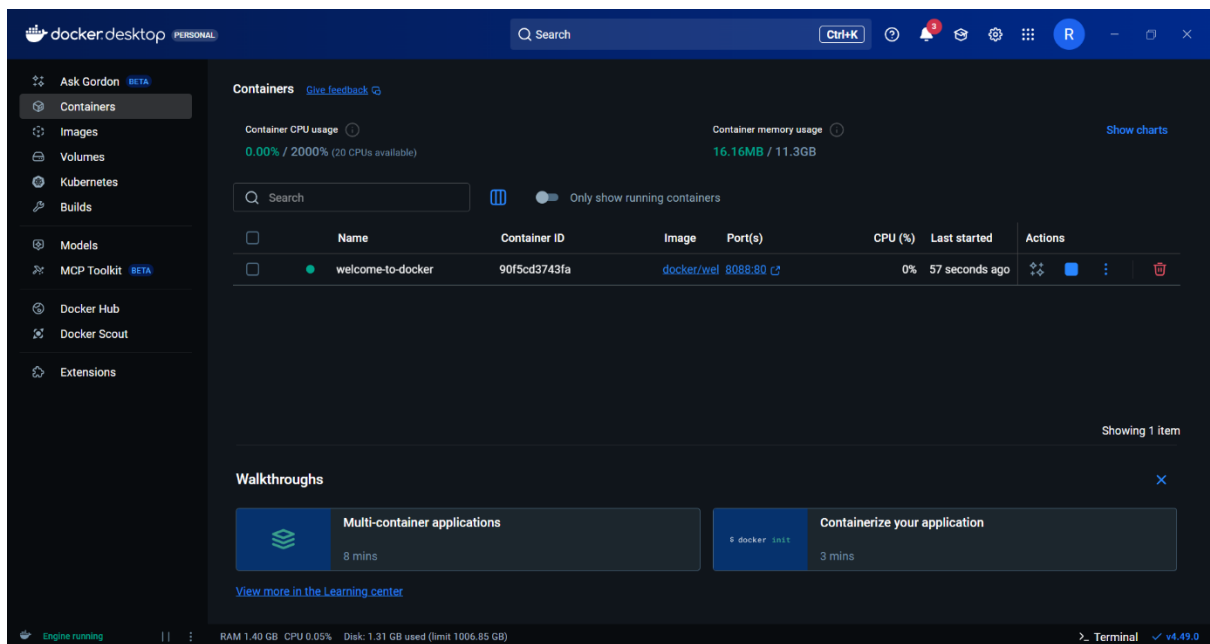 docker.desktop PERSONAL
Search Ctrl+K 3 R
Ask Gordon BETA
Containers
Images
Volumes
Kubernetes
Builds
Models
MCP Toolkit BETA
Docker Hub
Docker Scout
Extensions
Containers Give feedback
Container CPU usage
0.00% / 2000% (20 CPUs available)
Container memory usage
16.16MB / 11.3GB
Show charts
Search
Only show running containers
Name Container ID Image Port(s) CPU (%) Last started Actions
welcome-to-docker 90f5cd3743fa docker/wel 8088:80 0% 57 seconds ago
Showing 1 item
Walkthroughs
Multi-container applications
8 mins
$ docker init
Containerize your application
3 mins
View more in the Learning center
Engine running
RAM 1.40 GB CPU 0.05% Disk: 1.31 GB used (limit 1006.85 GB)
>_ Terminal v4.49.0